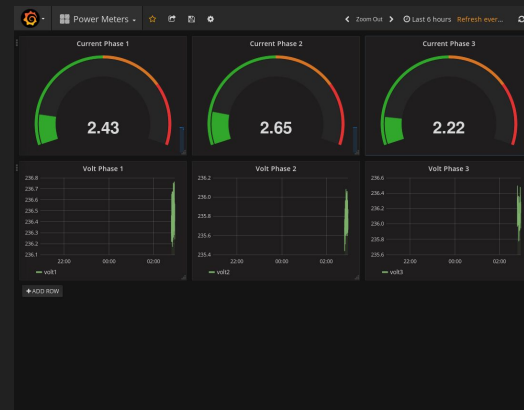 Power Meters
Zoom Out
Last 6 hours Refresh ever...
Current Phase 1
Current Phase 2
Current Phase 3
2.43
2.65
2.22
Volt Phase 1
236.8
236.7
236.6
236.5
236.4
236.3
236.2
236.1
22:00 00:00 02:00
volt1
Volt Phase 2
236.2
236.0
235.8
235.6
235.4
22:00 00:00 02:00
volt2
Volt Phase 3
236.6
236.4
236.2
236.0
235.8
235.6
22:00 00:00 02:00
volt3
+ ADD ROW